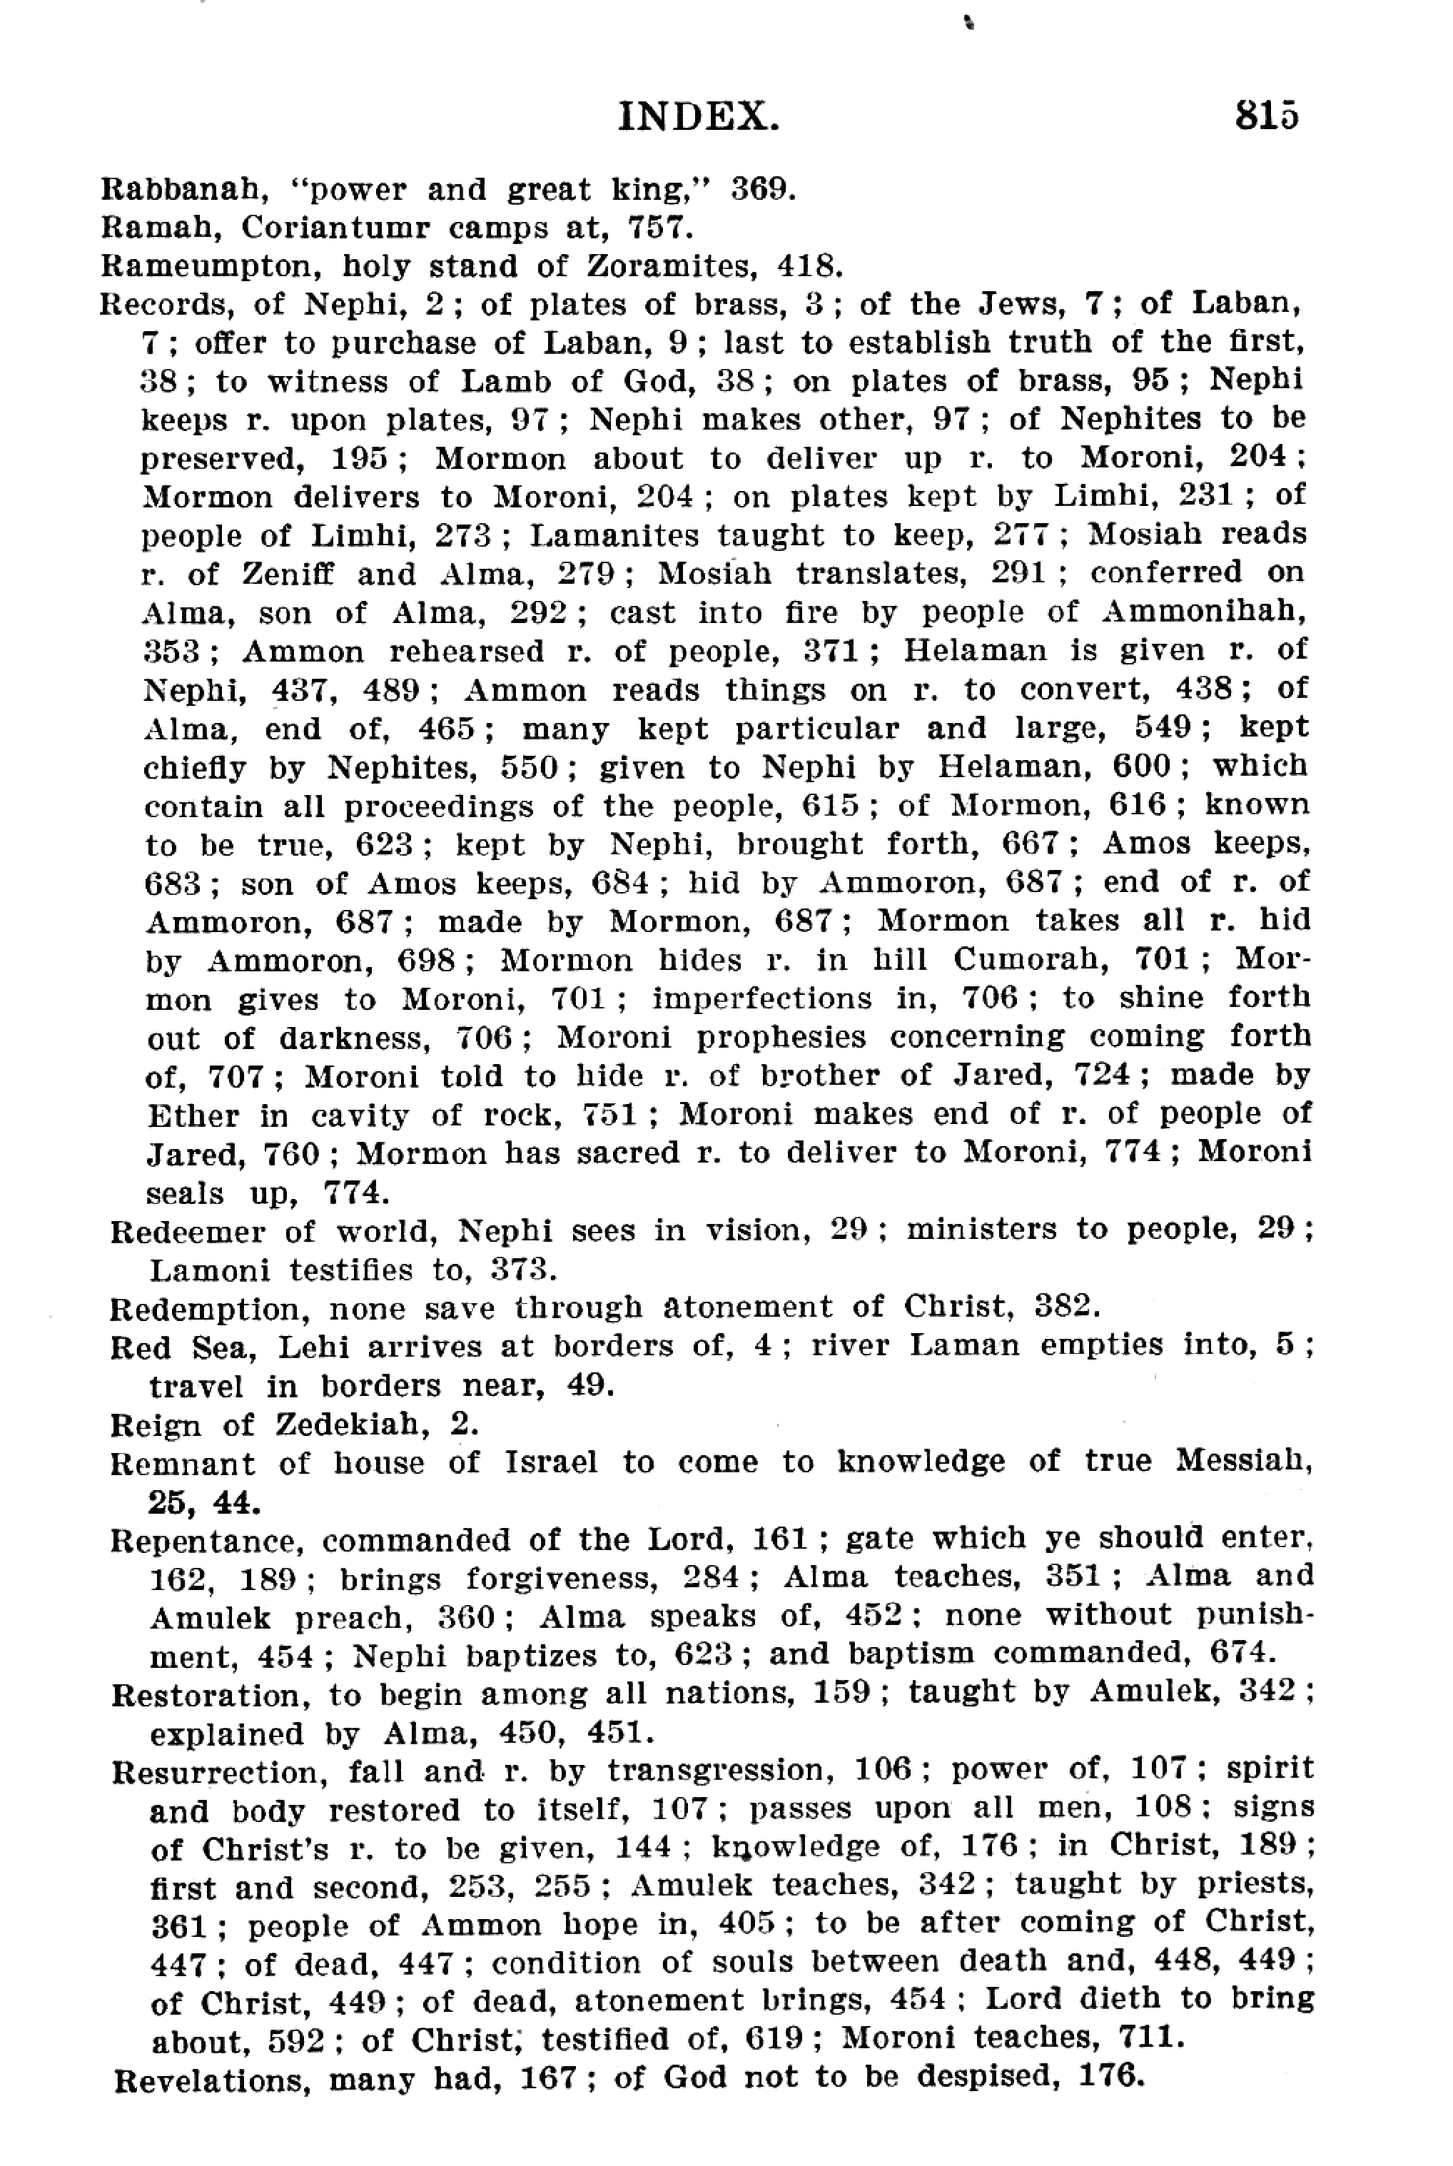 INDEX. 815
Rabbanah, "power and great king," 369.
Ramah, Coriantumr camps at, 757.
Rameumpton, holy stand of Zoramites, 418.
Records, of Nephi, 2; of plates of brass, 3; of the Jews, 7; of Laban,
7; offer to purchase of Laban, 9; last to establish truth of the first,
38; to witness of Lamb of God, 38; on plates of brass, 95; Nephi
keeps r. upon plates, 97; Nephi makes other, 97; of Nephites to be
preserved, 195; Mormon about to deliver up r. to Moroni, 204;
Mormon delivers to Moroni, 204; on plates kept by Limhi, 231; of
people of Limhi, 273; Lamanites taught to keep, 277; Mosiah reads
r. of Zeniff and Alma, 279; Mosiah translates, 291; conferred on
Alma, son of Alma, 292; cast into fire by people of Ammonihah,
353; Ammon rehearsed r. of people, 371; Helaman is given r. of
Nephi, 437, 489; Ammon reads things on r. to convert, 438; of
Alma, end of, 465; many kept particular and large, 549; kept
chiefly by Nephites, 550; given to Nephi by Helaman, 600; which
contain all proceedings of the people, 615; of Mormon, 616; known
to be true, 623; kept by Nephi, brought forth, 667; Amos keeps,
683; son of Amos keeps, 684; hid by Ammoron, 687; end of r. of
Ammoron, 687; made by Mormon, 687; Mormon takes all r. hid
by Ammoron, 698; Mormon hides r. in hill Cumorah, 701; Mor-
mon gives to Moroni, 701; imperfections in, 706; to shine forth
out of darkness, 706; Moroni prophesies concerning coming forth
of, 707; Moroni told to hide r. of brother of Jared, 724; made by
Ether in cavity of rock, 751; Moroni makes end of r. of people of
Jared, 760; Mormon has sacred r. to deliver to Moroni, 774; Moroni
seals up, 774.
Redeemer of world, Nephi sees in vision, 29; ministers to people, 29;
Lamoni testifies to, 373.
Redemption, none save through atonement of Christ, 382.
Red Sea, Lehi arrives at borders of, 4; river Laman empties into, 5;
travel in borders near, 49.
Reign of Zedekiah, 2.
Remnant of house of Israel to come to knowledge of true Messiah,
25, 44.
Repentance, commanded of the Lord, 161; gate which ye should enter,
162, 189; brings forgiveness, 284; Alma teaches, 351; Alma and
Amulek preach, 360; Alma speaks of, 452; none without punish-
ment, 454; Nephi baptizes to, 623; and baptism commanded, 674.
Restoration, to begin among all nations, 159; taught by Amulek, 342;
explained by Alma, 450, 451.
Resurrection, fall and r. by transgression, 106; power of, 107; spirit
and body restored to itself, 107; passes upon all men, 108; signs
of Christ's r. to be given, 144; knowledge of, 176; in Christ, 189;
first and second, 253, 255; Amulek teaches, 342; taught by priests,
361; people of Ammon hope in, 405; to be after coming of Christ,
447; of dead, 447; condition of souls between death and, 448, 449;
of Christ, 449; of dead, atonement brings, 454; Lord dieth to bring
about, 592; of Christ, testified of, 619; Moroni teaches, 711.
Revelations, many had, 167; of God not to be despised, 176.